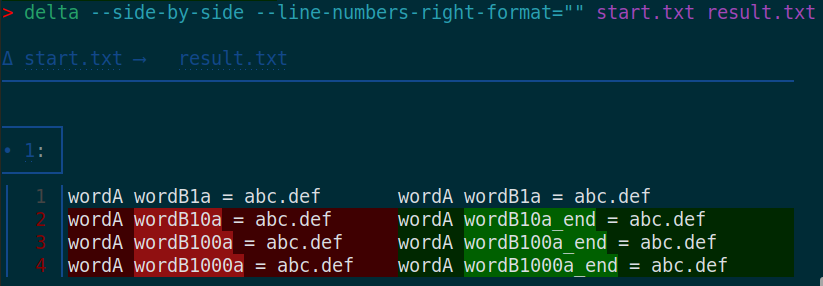 > delta --side-by-side --line-numbers-right-format="" start.txt result.txt
Δ start.txt ⟶   result.txt
• 1:
│  1 │wordA wordB1a = abc.def       wordA wordB1a = abc.def
│  2 │wordA wordB10a = abc.def      wordA wordB10a_end = abc.def
│  3 │wordA wordB100a = abc.def     wordA wordB100a_end = abc.def
│  4 │wordA wordB1000a = abc.def    wordA wordB1000a_end = abc.def